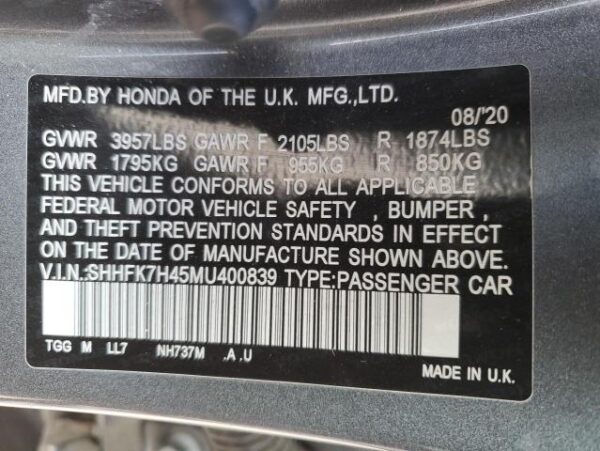 MFD.BY HONDA OF THE U.K. MFG.,LTD.
08/'20
GVWR 3957LBS GAWR F 2105LBS R 1874LBS
GVWR 1795KG GAWR F 955KG R 850KG
THIS VEHICLE CONFORMS TO ALL APPLICABLE
FEDERAL MOTOR VEHICLE SAFETY , BUMPER ,
AND THEFT PREVENTION STANDARDS IN EFFECT
ON THE DATE OF MANUFACTURE SHOWN ABOVE.
V.I.N.:SHHFK7H45MU400839 TYPE:PASSENGER CAR
TGG M LL7 NH737M .A ,U
MADE IN U.K.